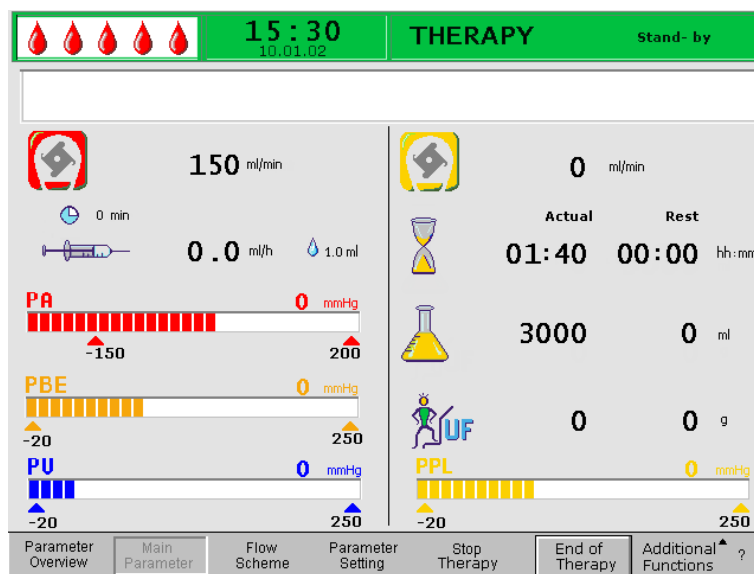 15:30 THERAPY Stand- by
10.01.02
150 ml/min
0 ml/min
0 min
0.0 ml/h 1.0 ml
Actual Rest
01:40 00:00 hh:mm
PA 0 mmHg
-150 200
3000 0 ml
PBE 0 mmHg
-20 250
UF 0 0 g
PV 0 mmHg
-20 250
PPL 0 mmHg
-20 250
Parameter Overview
Main Parameter
Flow Scheme
Parameter Setting
Stop Therapy
End of Therapy
Additional Functions ?